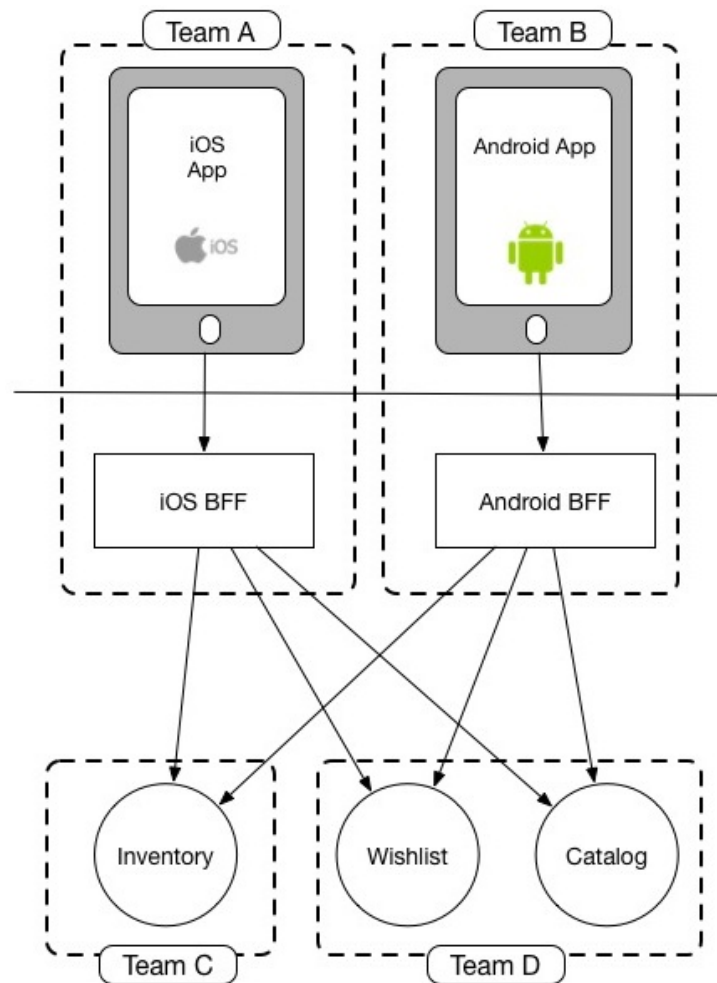 Team A
Team B
iOS
App
Android App
iOS
iOS BFF
Android BFF
Inventory
Wishlist
Catalog
Team C
Team D